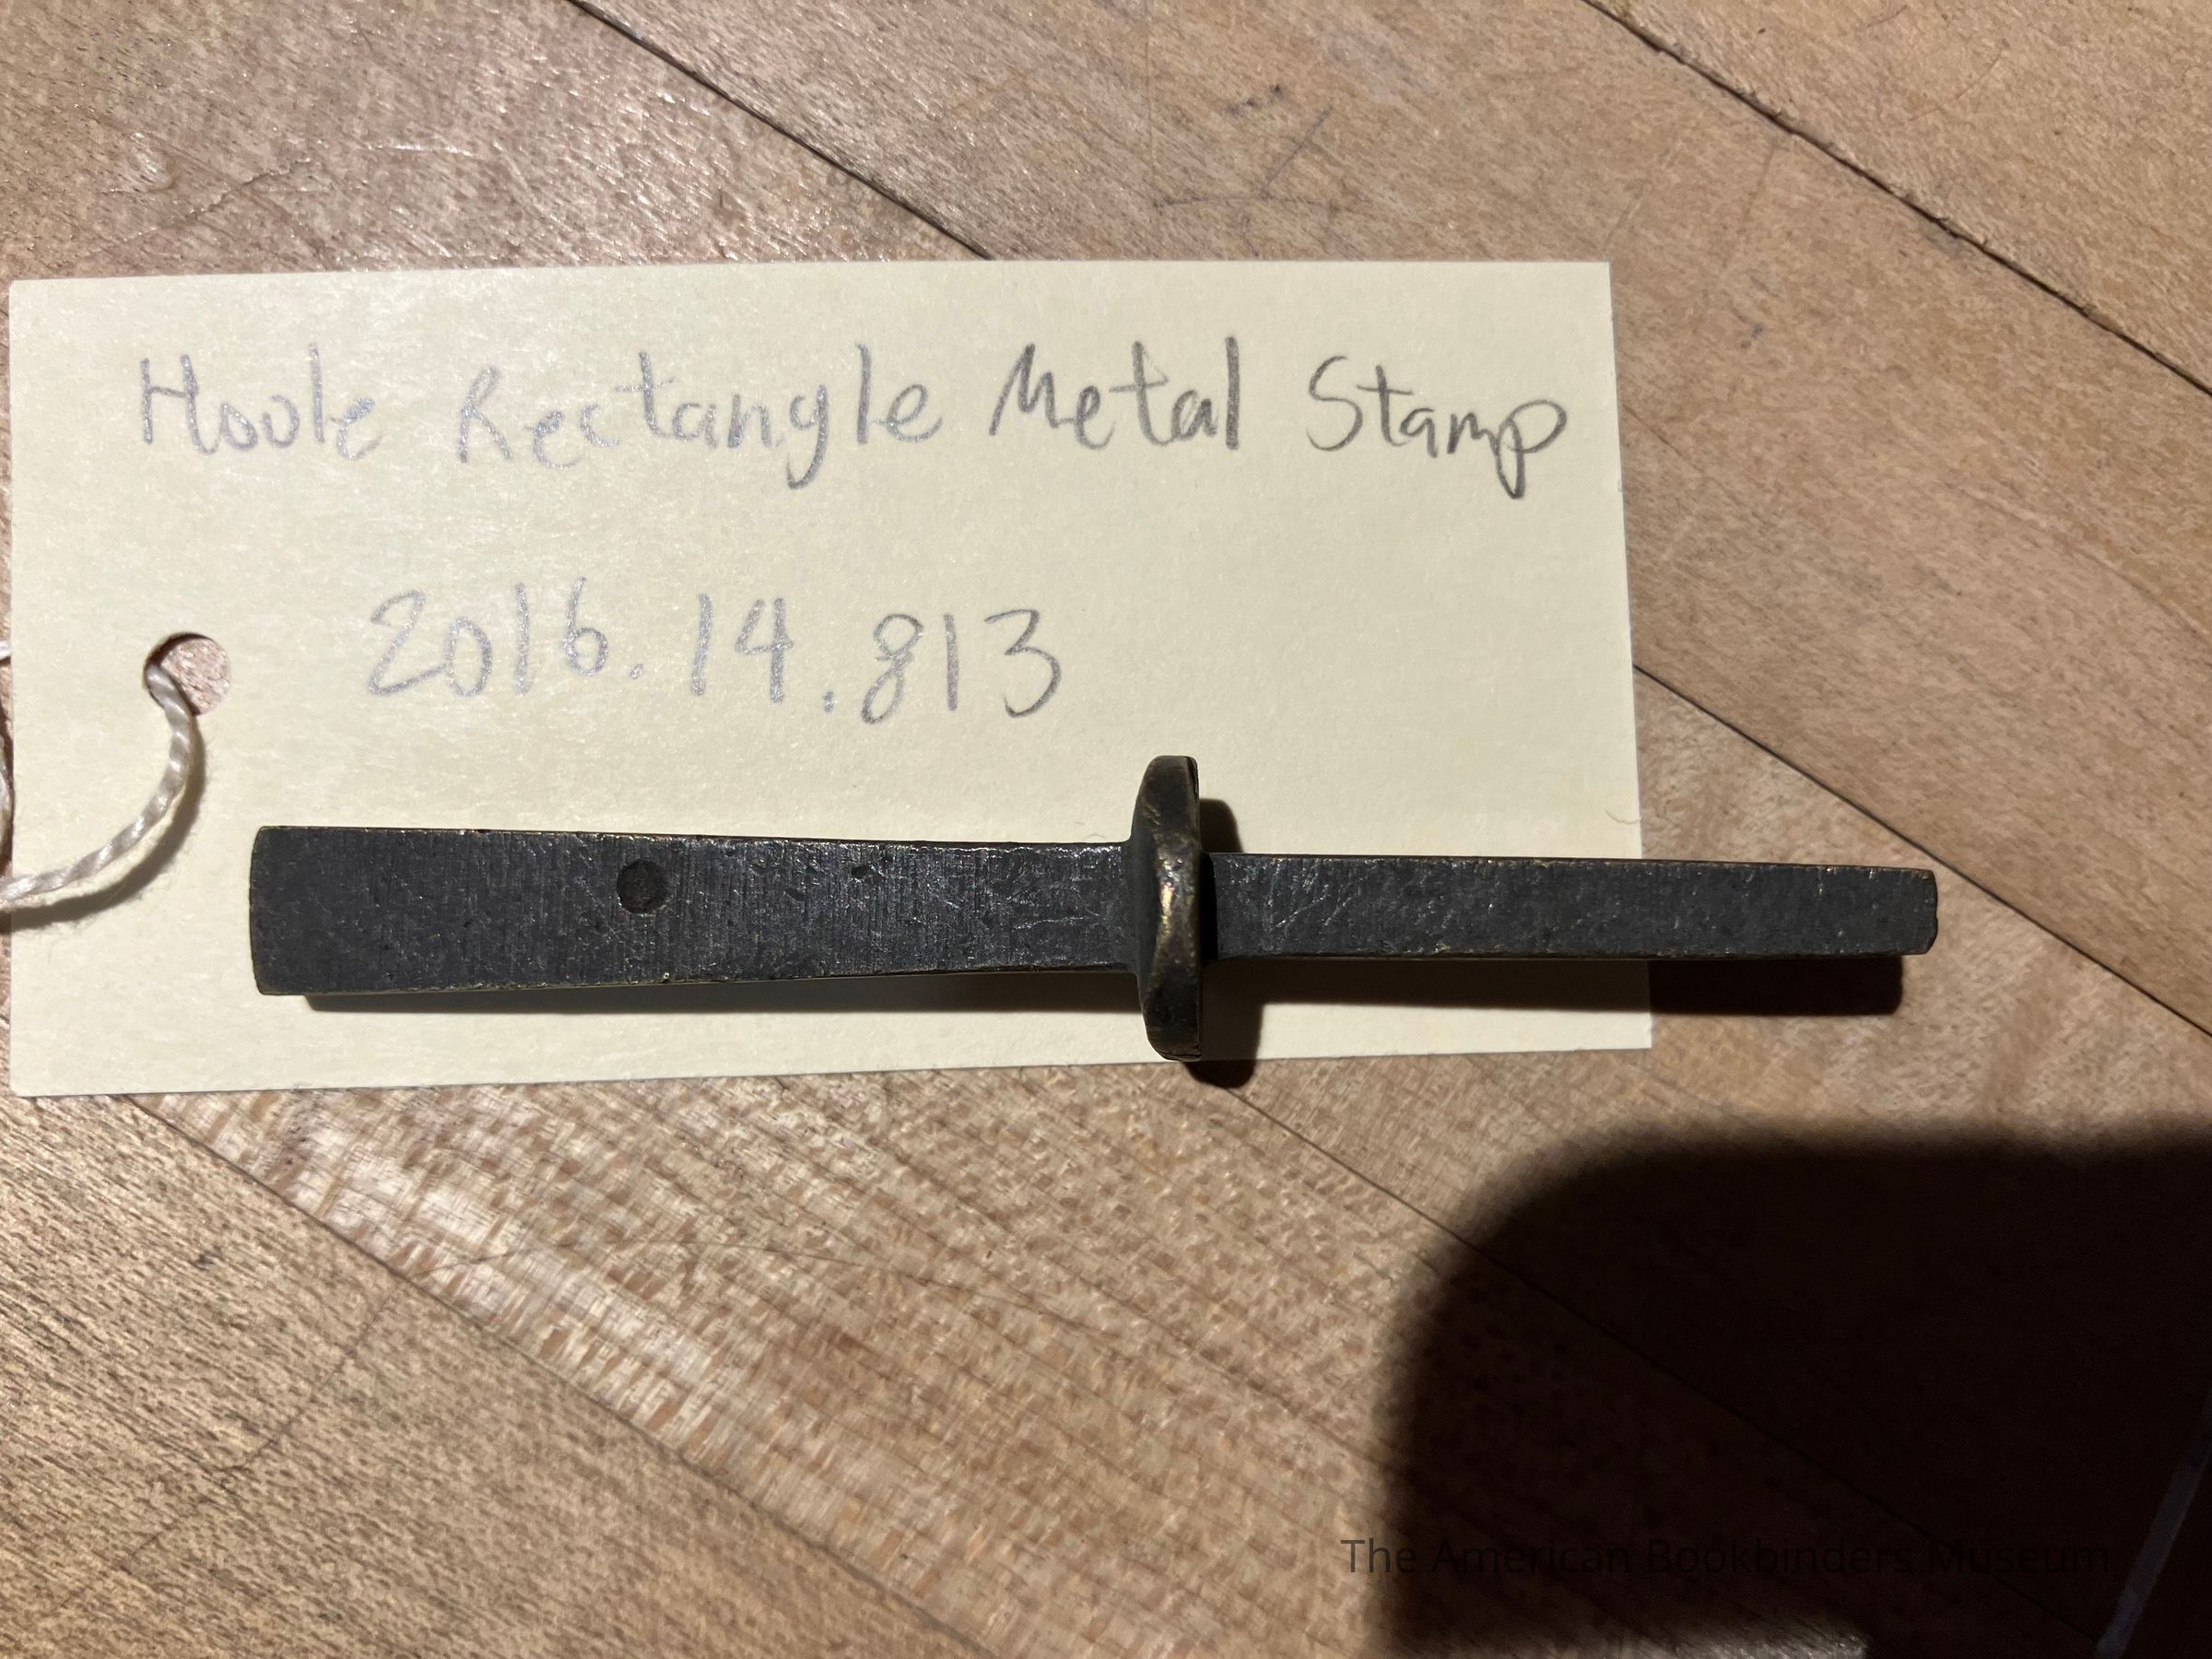 Hoole Rectangle Metal Stamp
2016.14.813
The American Bookbinders Museum